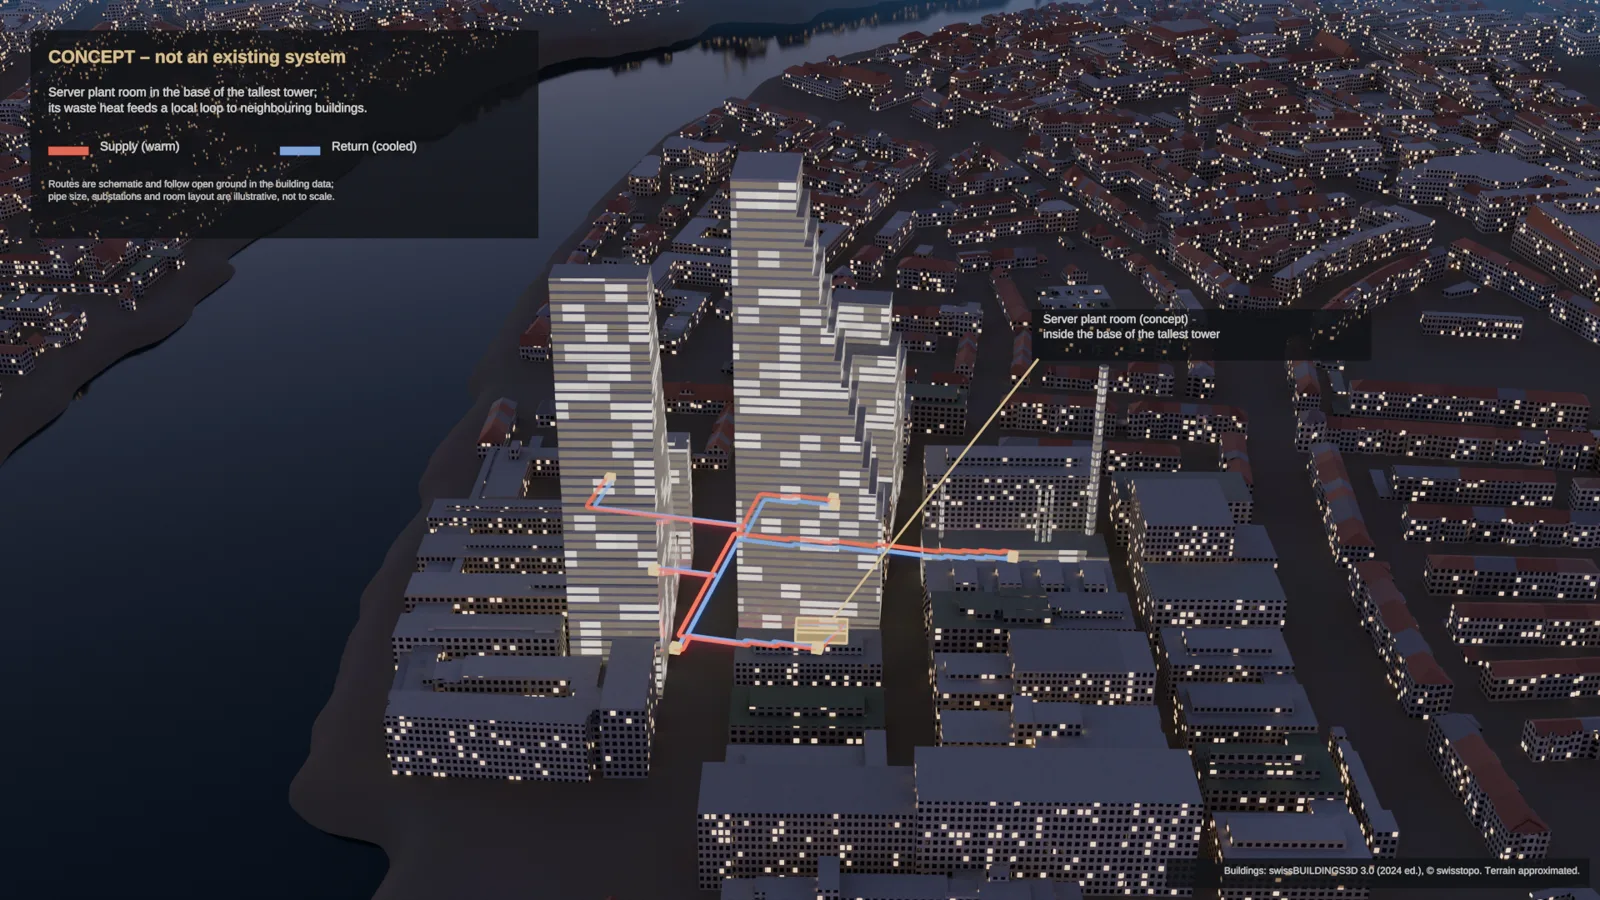 CONCEPT – not an existing system
Server plant room in the base of the tallest tower;
its waste heat feeds a local loop to neighbouring buildings.
Supply (warm)
Return (cooled)
Routes are schematic and follow open ground in the building data;
pipe size, substations and room layout are illustrative, not to scale.
Server plant room (concept) -
inside the base of the tallest tower
Buildings: swissBUILDINGS3D 3.0 (2024 ed.), © swisstopo. Terrain approximated.